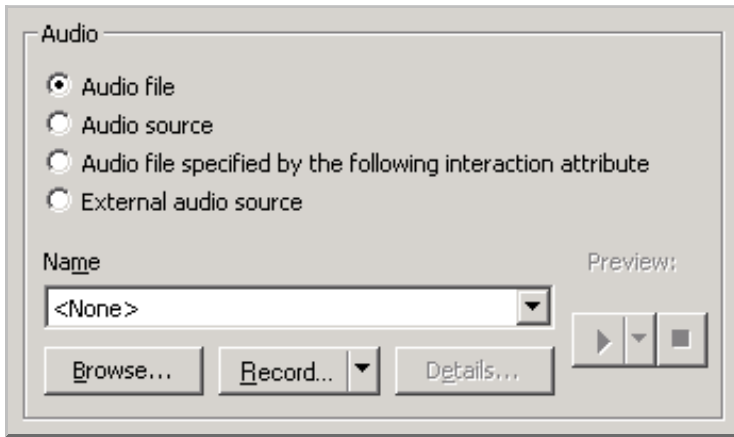 Audio
Audio file
Audio source
Audio file specified by the following interaction attribute
External audio source
Name
Preview:
<None>
Browse... Record... Details...